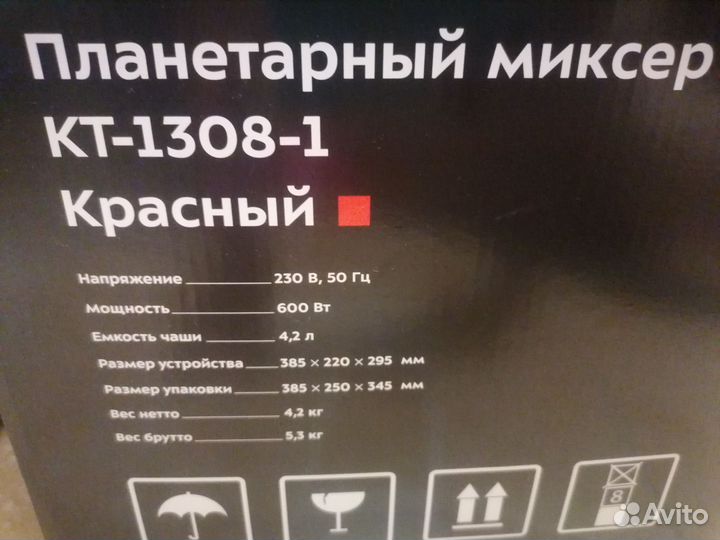 Планетарный миксер
КТ-1308-1
Красный
Напряжение 230 В, 50 Гц
Мощность 600 Вт
Емкость чаши 4,2 л
Размер устройства 385 × 220 × 295 мм
Размер упаковки 385 × 250 × 345 мм
Вес нетто 4,2 кг
Вес брутто 5,3 кг
8
Avito